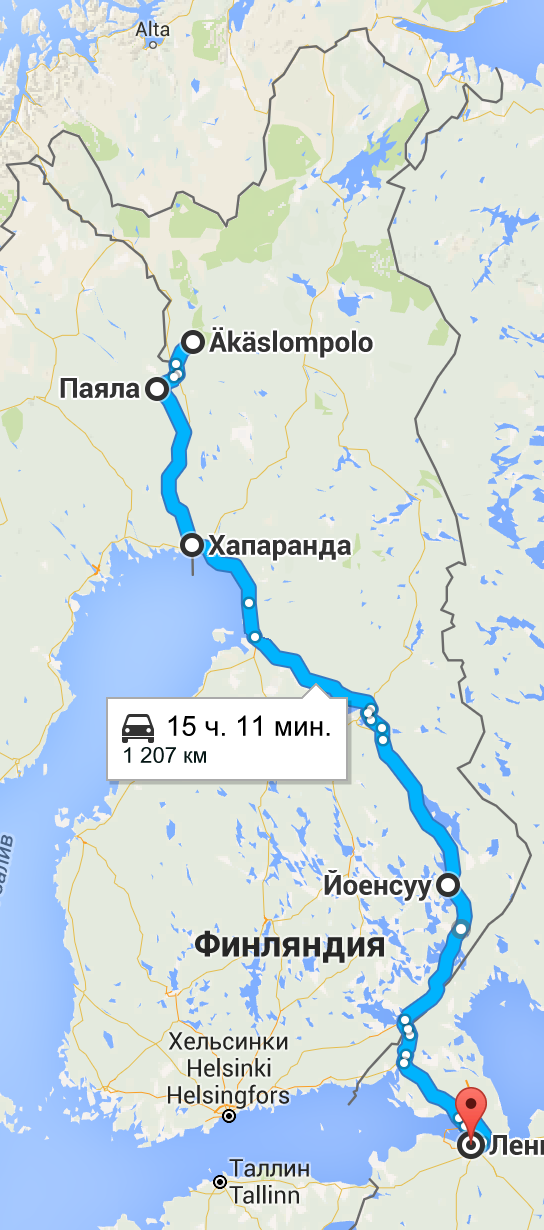 Alta
Äkäslompolo
Паяла
Хапаранда
15 ч. 11 мин.
1 207 км
Йоенсуу
Финляндия
Хельсинки
Helsinki
Helsingfors
Таллин
Tallinn